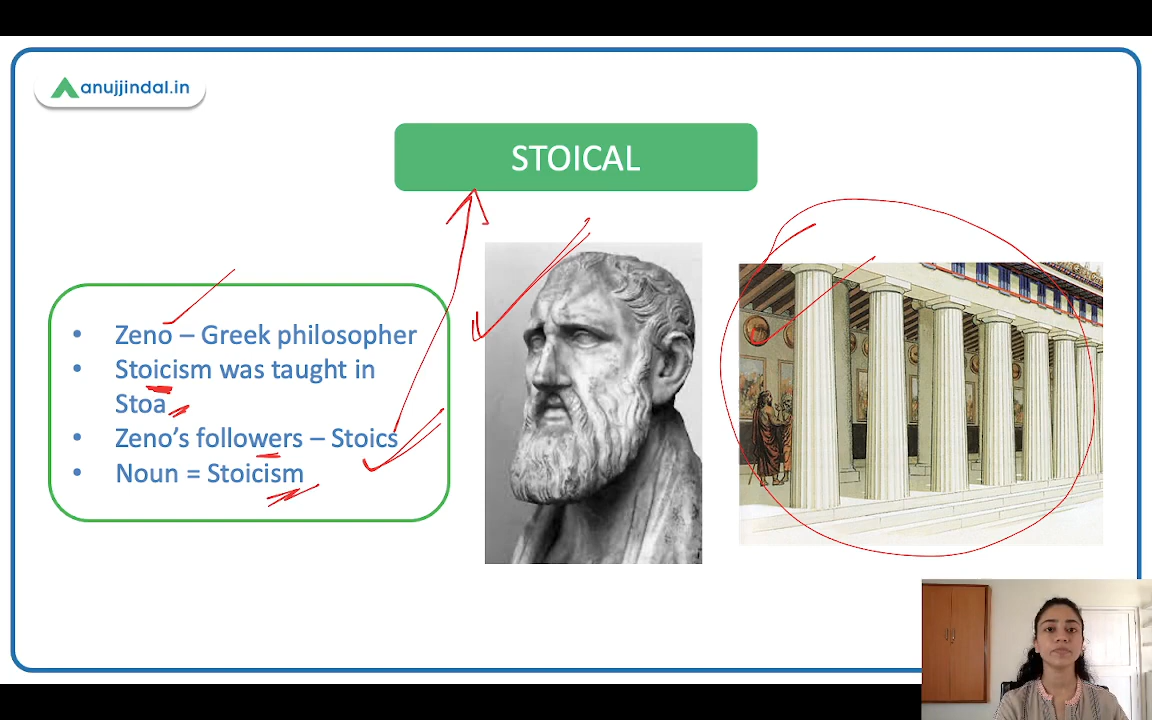 anujjindal.in
STOICAL
• Zeno – Greek philosopher
• Stoicism was taught in
Stoa
• Zeno's followers – Stoics
• Noun = Stoicism